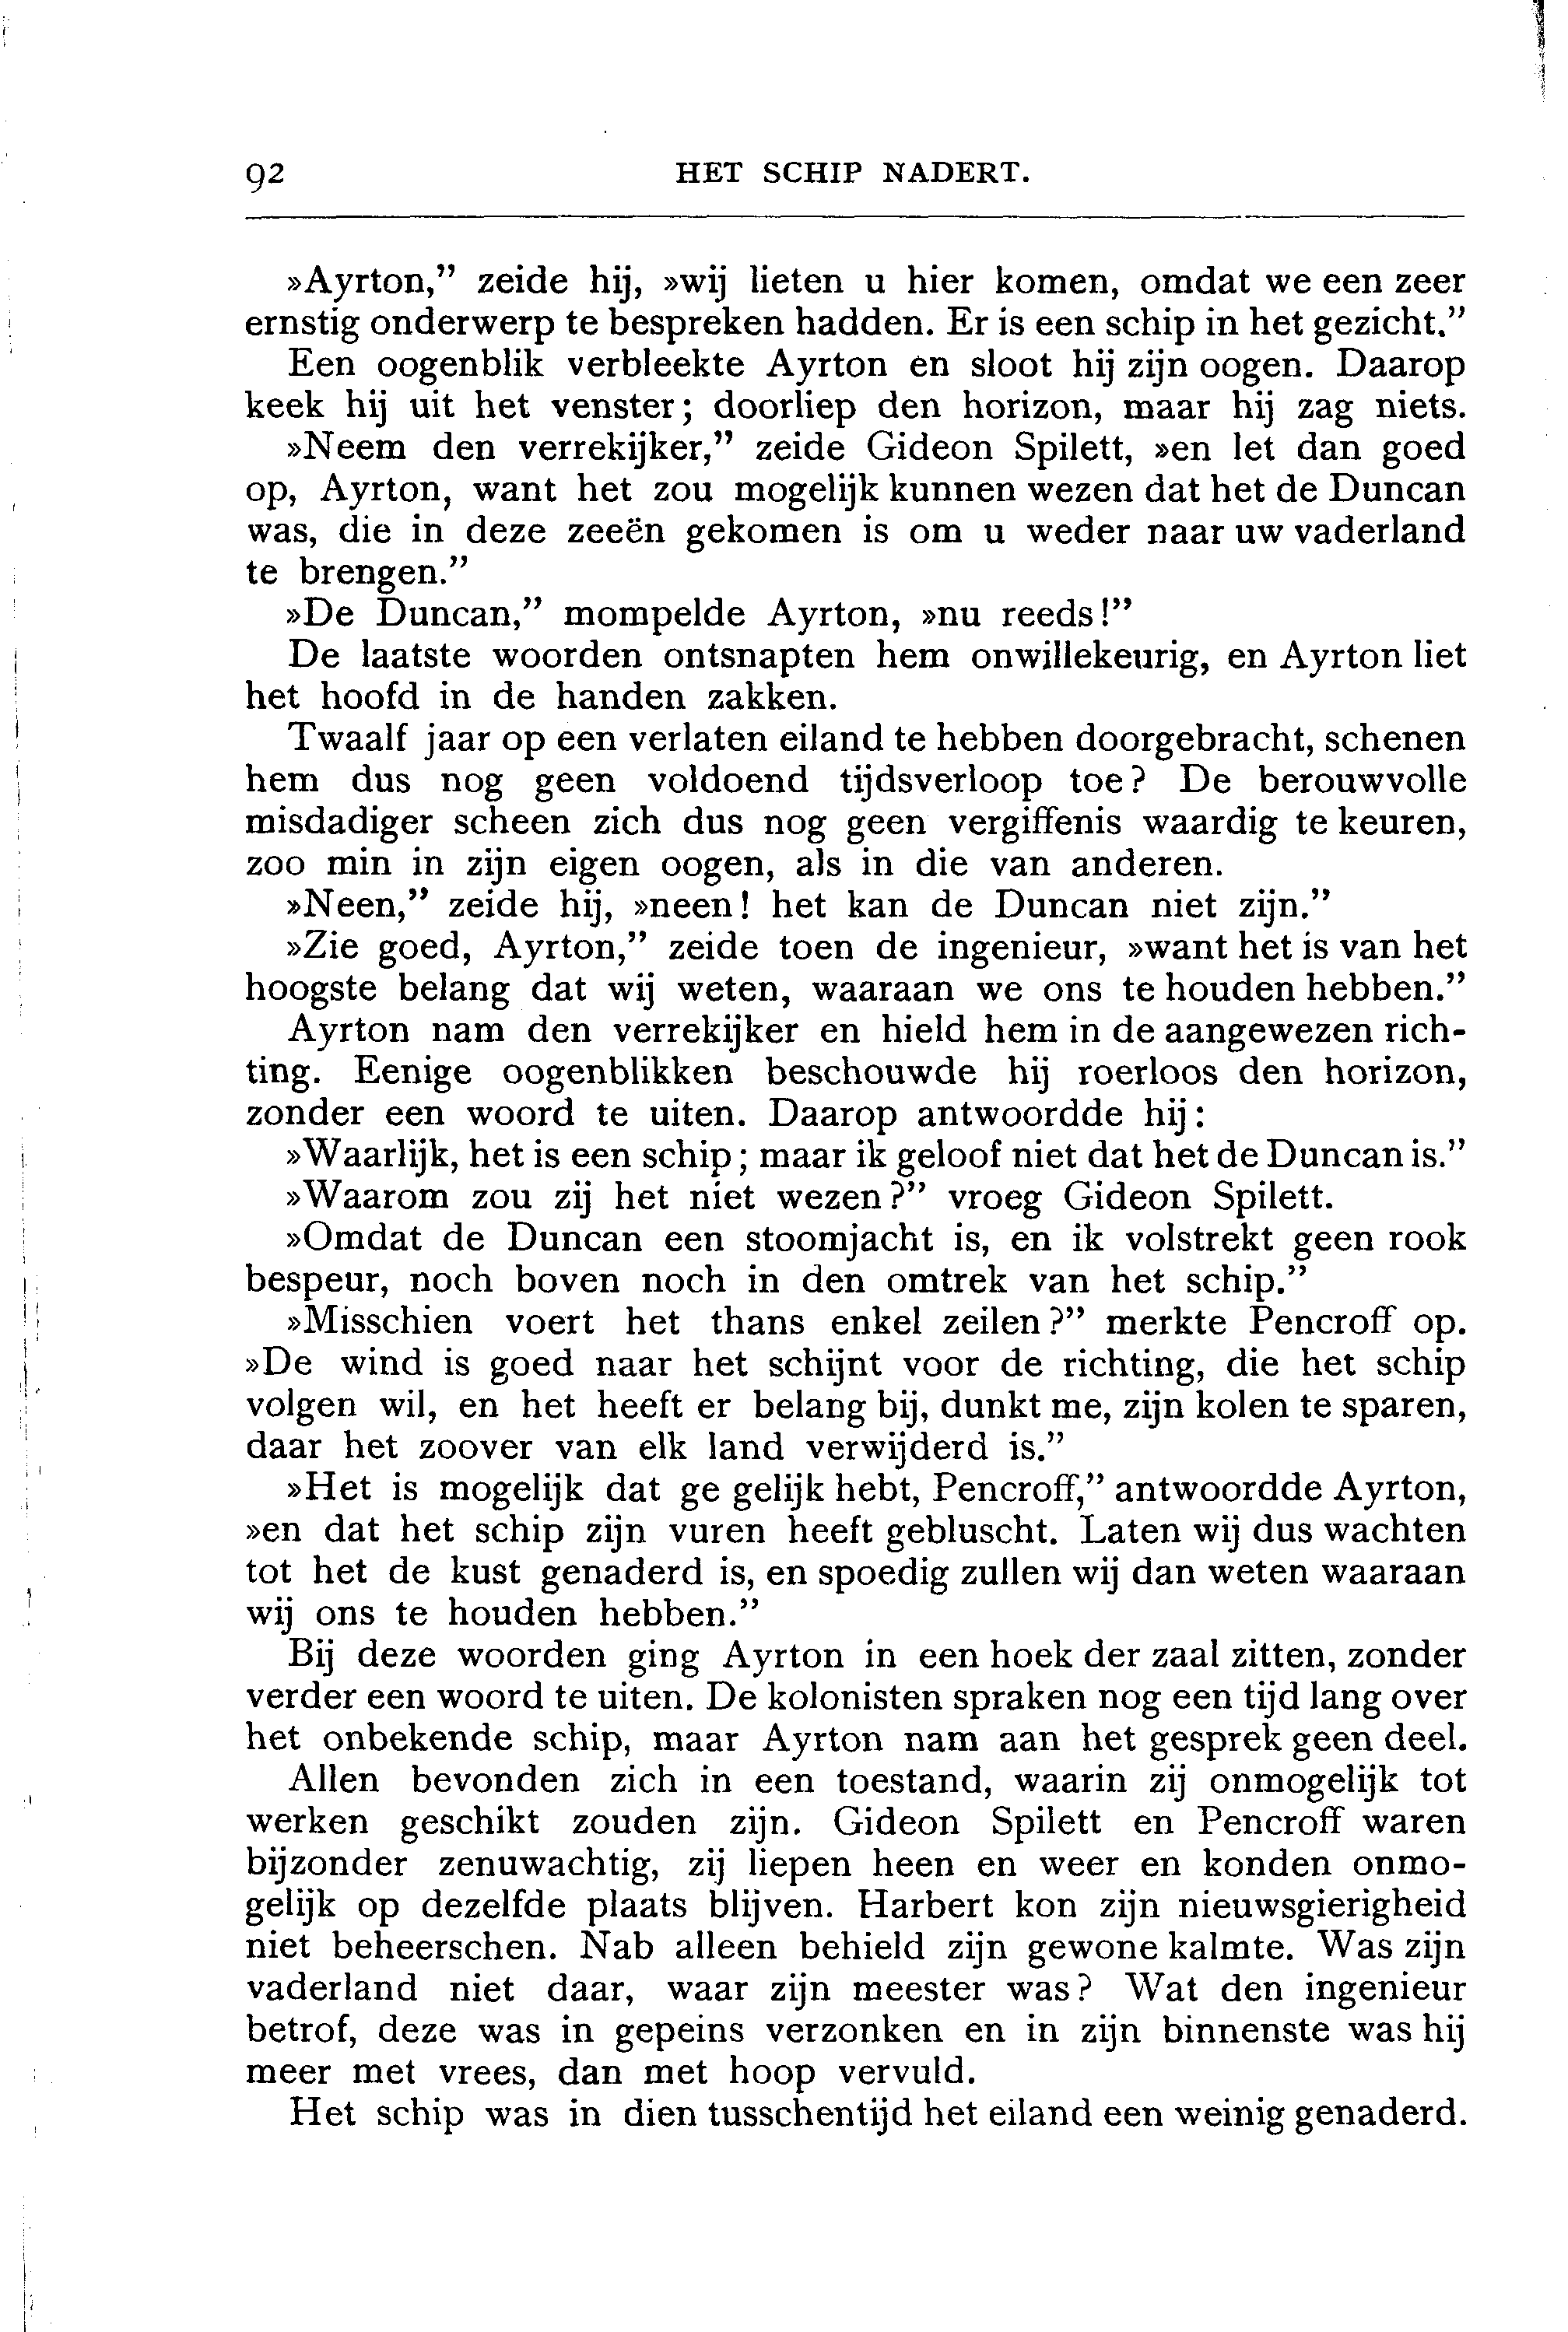 92 HET SCHIP NADERT.
»Ayrton,” zeide hij, »wij lieten u hier komen, omdat we een zeer
ernstig onderwerp te bespreken hadden. Er is een schip in het gezicht.”
Een oogenblik verbleekte Ayrton en sloot hij zijn oogen. Daarop
keek hij uit het venster; doorliep den horizon, maar hij zag niets.
»Neem den verrekijker,” zeide Gideon Spilett, »en let dan goed
op, Ayrton, want het zou mogelijk kunnen wezen dat het de Duncan
was, die in deze zeeën gekomen is om u weder naar uw vaderland
te brengen.”
»De Duncan,” mompelde Ayrton, »nu reeds!”
De laatste woorden ontsnapten hem onwillekeurig, en Ayrton liet
het hoofd in de handen zakken.
Twaalf jaar op een verlaten eiland te hebben doorgebracht, schenen
hem dus nog geen voldoend tijdsverloop toe? De berouwvolle
misdadiger scheen zich dus nog geen vergiffenis waardig te keuren,
zoo min in zijn eigen oogen, als in die van anderen.
»Neen,” zeide hij, »neen! het kan de Duncan niet zijn.”
»Zie goed, Ayrton,” zeide toen de ingenieur, »want het is van het
hoogste belang dat wij weten, waaraan we ons te houden hebben.”
Ayrton nam den verrekijker en hield hem in de aangewezen rich-
ting. Eenige oogenblikken beschouwde hij roerloos den horizon,
zonder een woord te uiten. Daarop antwoordde hij:
»Waarlijk, het is een schip; maar ik geloof niet dat het de Duncan is.”
»Waarom zou zij het niet wezen?” vroeg Gideon Spilett.
»Omdat de Duncan een stoomjacht is, en ik volstrekt geen rook
bespeur, noch boven noch in den omtrek van het schip.”
»Misschien voert het thans enkel zeilen?” merkte Pencroff op.
»De wind is goed naar het schijnt voor de richting, die het schip
volgen wil, en het heeft er belang bij, dunkt me, zijn kolen te sparen,
daar het zoover van elk land verwijderd is.”
»Het is mogelijk dat ge gelijk hebt, Pencroff,” antwoordde Ayrton,
»en dat het schip zijn vuren heeft gebluscht. Laten wij dus wachten
tot het de kust genaderd is, en spoedig zullen wij dan weten waaraan
wij ons te houden hebben.”
Bij deze woorden ging Ayrton in een hoek der zaal zitten, zonder
verder een woord te uiten. De kolonisten spraken nog een tijd lang over
het onbekende schip, maar Ayrton nam aan het gesprek geen deel.
Allen bevonden zich in een toestand, waarin zij onmogelijk tot
werken geschikt zouden zijn. Gideon Spilett en Pencroff waren
bijzonder zenuwachtig, zij liepen heen en weer en konden onmo-
gelijk op dezelfde plaats blijven. Harbert kon zijn nieuwsgierigheid
niet beheerschen. Nab alleen behield zijn gewone kalmte. Was zijn
vaderland niet daar, waar zijn meester was? Wat den ingenieur
betrof, deze was in gepeins verzonken en in zijn binnenste was hij
meer met vrees, dan met hoop vervuld.
Het schip was in dien tusschentijd het eiland een weinig genaderd.